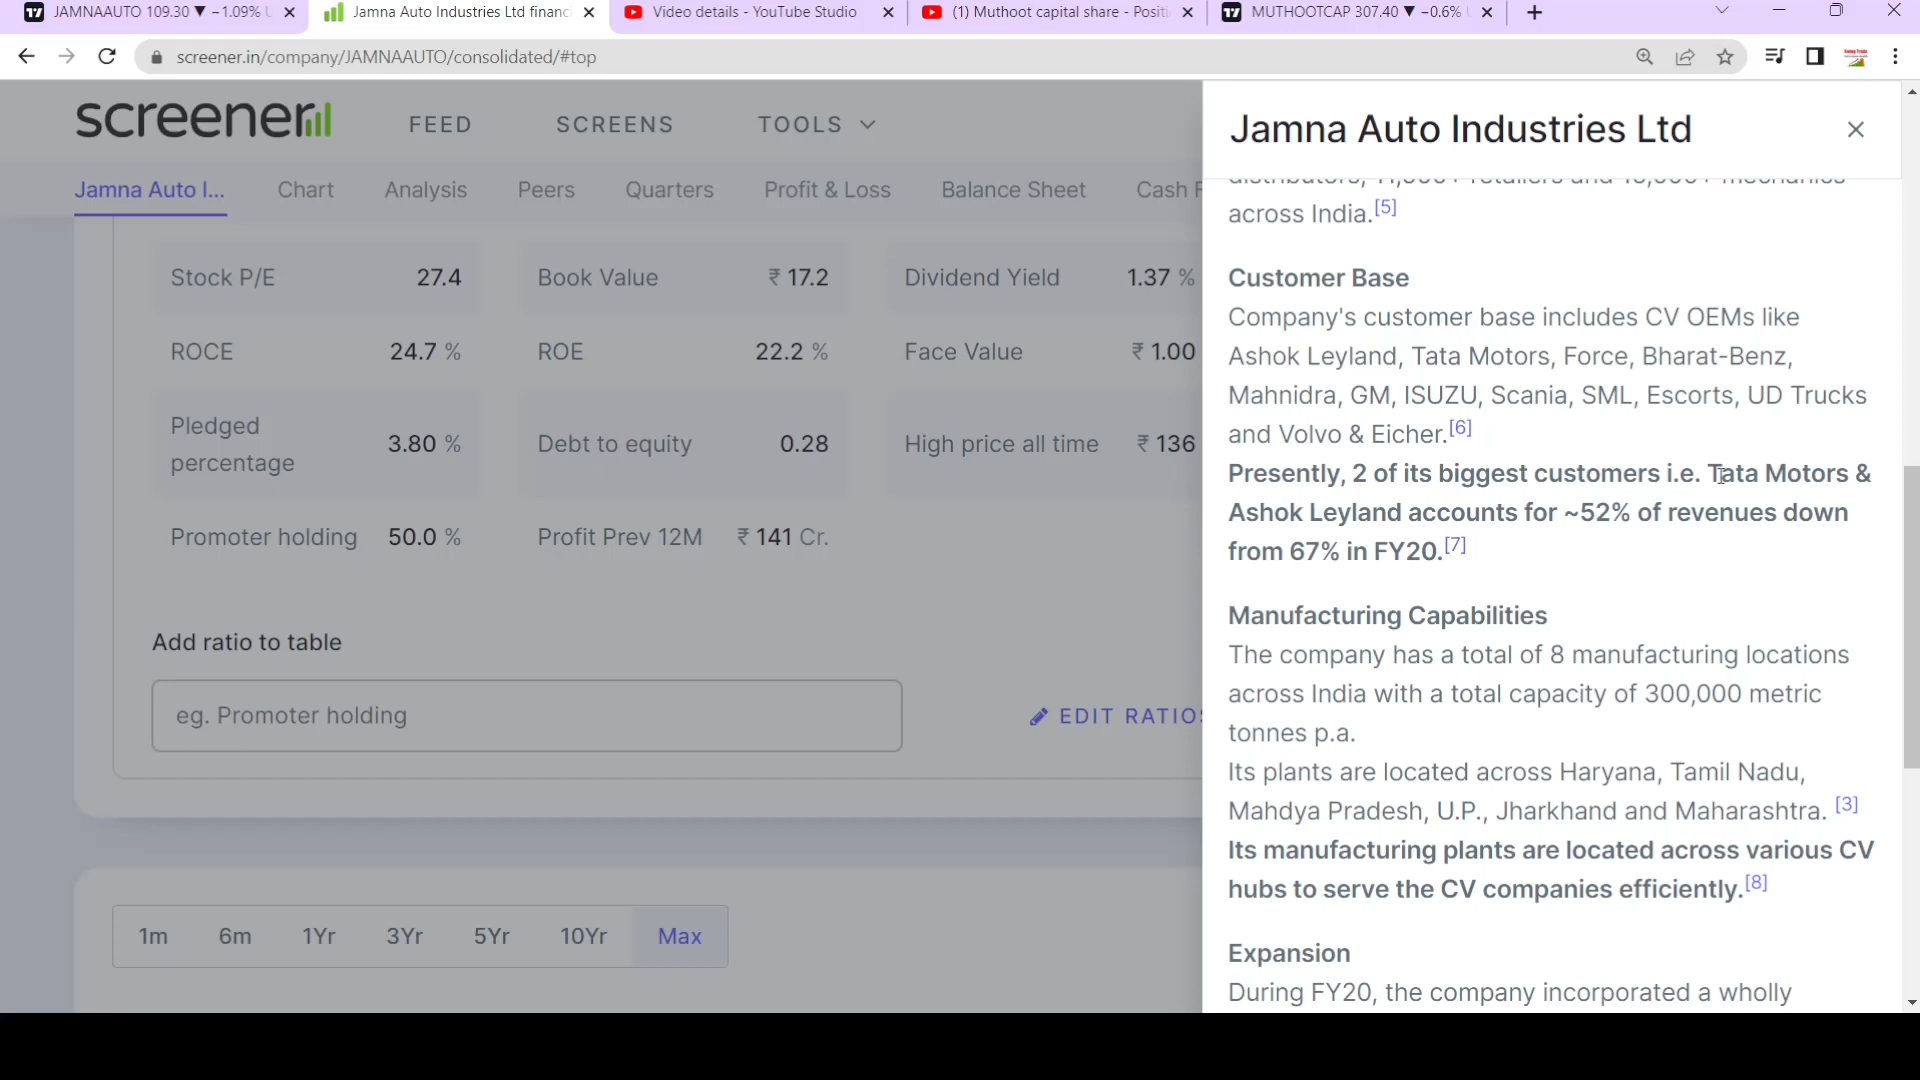 JAMNAAUTO 109.30 ▼ −1.09%
Jamna Auto Industries Ltd financi
Video details - YouTube Studio
(1) Muthoot capital share - Positi
MUTHOOTCAP 307.40 ▼ −0.6%
screener.in/company/JAMNAAUTO/consolidated/#top
screener
FEED
SCREENS
TOOLS
Jamna Auto I...
Chart
Analysis
Peers
Quarters
Profit & Loss
Balance Sheet
Cash F
Stock P/E 27.4
Book Value ₹ 17.2
Dividend Yield 1.37 %
ROCE 24.7 %
ROE 22.2 %
Face Value ₹ 1.00
Pledged percentage 3.80 %
Debt to equity 0.28
High price all time ₹ 136
Promoter holding 50.0 %
Profit Prev 12M ₹ 141 Cr.
Add ratio to table
eg. Promoter holding
EDIT RATIOS
1m 6m 1Yr 3Yr 5Yr 10Yr Max
Jamna Auto Industries Ltd
across India.[5]
Customer Base
Company's customer base includes CV OEMs like
Ashok Leyland, Tata Motors, Force, Bharat-Benz,
Mahnidra, GM, ISUZU, Scania, SML, Escorts, UD Trucks
and Volvo & Eicher.[6]
Presently, 2 of its biggest customers i.e. Tata Motors &
Ashok Leyland accounts for ~52% of revenues down
from 67% in FY20.[7]
Manufacturing Capabilities
The company has a total of 8 manufacturing locations
across India with a total capacity of 300,000 metric
tonnes p.a.
Its plants are located across Haryana, Tamil Nadu,
Mahdya Pradesh, U.P., Jharkhand and Maharashtra. [3]
Its manufacturing plants are located across various CV
hubs to serve the CV companies efficiently.[8]
Expansion
During FY20, the company incorporated a wholly